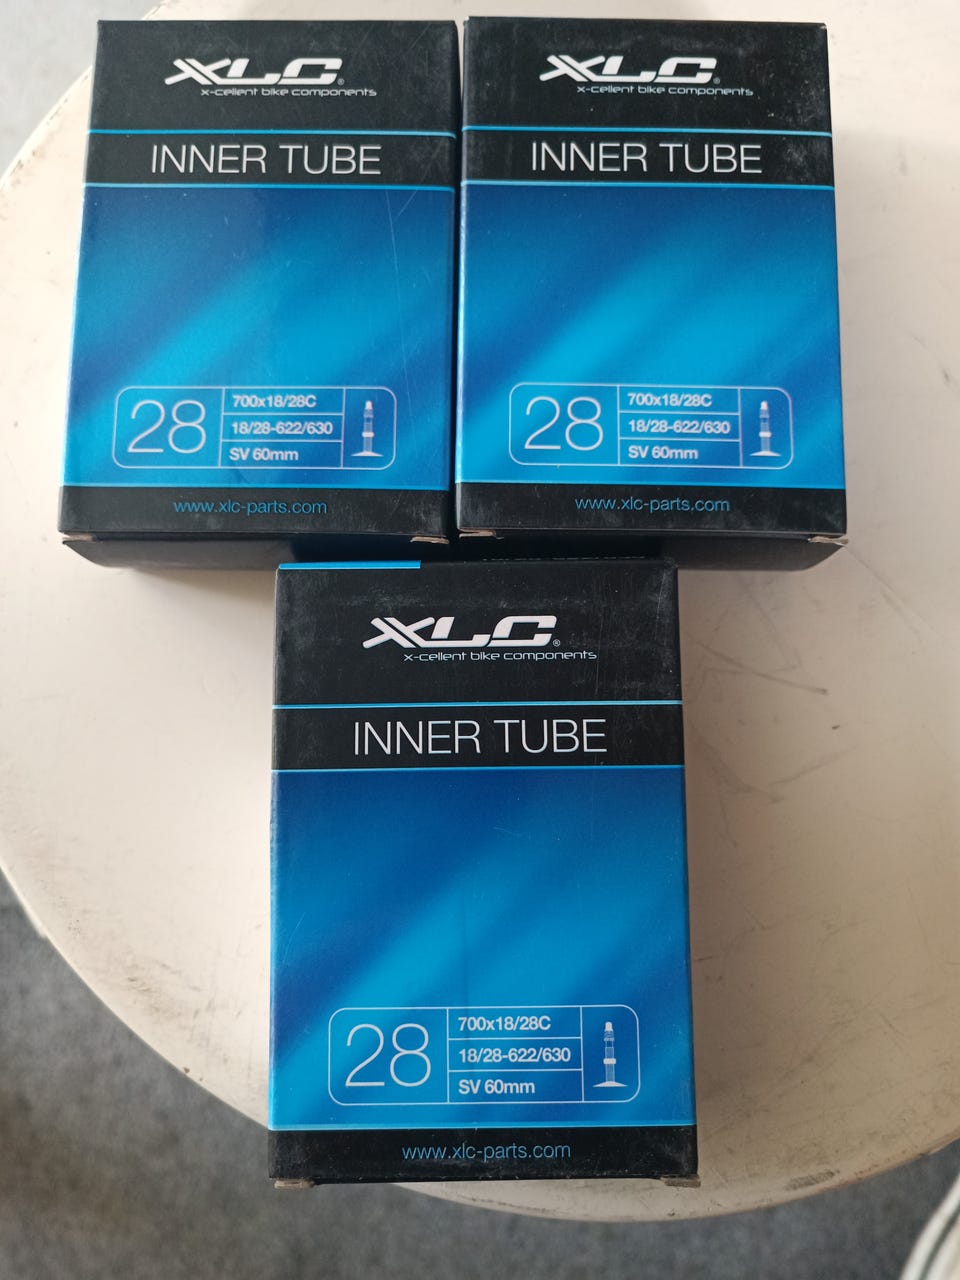 XLC®
x-cellent bike components
INNER TUBE
28
700x18/28C
18/28-622/630
SV 60mm
www.xlc-parts.com
XLC®
x-cellent bike components
INNER TUBE
28
700x18/28C
18/28-622/630
SV 60mm
www.xlc-parts.com
XLC®
x-cellent bike components
INNER TUBE
28
700x18/28C
18/28-622/630
SV 60mm
www.xlc-parts.com